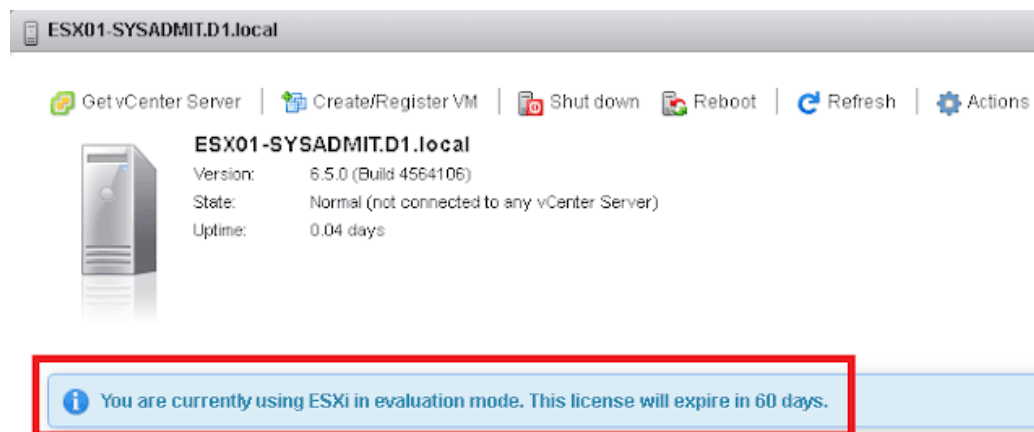 ESX01-SYSADMIT.D1.local
Get vCenter Server Create/Register VM Shut down Reboot Refresh Actions
ESX01-SYSADMIT.D1.local
Version: 6.5.0 (Build 4564106)
State: Normal (not connected to any vCenter Server)
Uptime: 0.04 days
You are currently using ESXi in evaluation mode. This license will expire in 60 days.